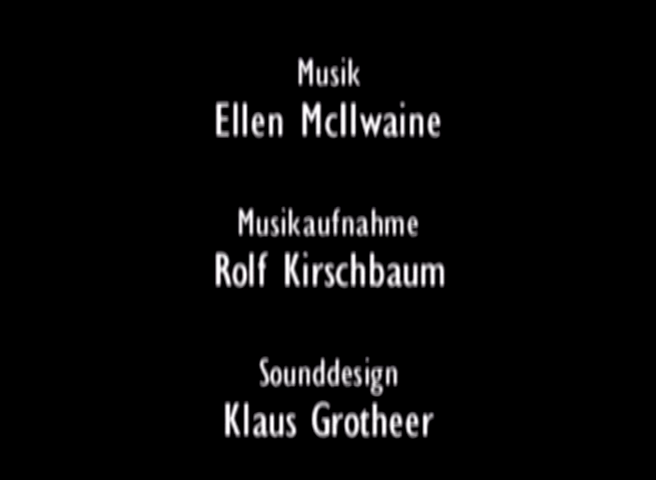 Musik
Ellen McIlwaine
Musikaufnahme
Rolf Kirschbaum
Sounddesign
Klaus Grotheer